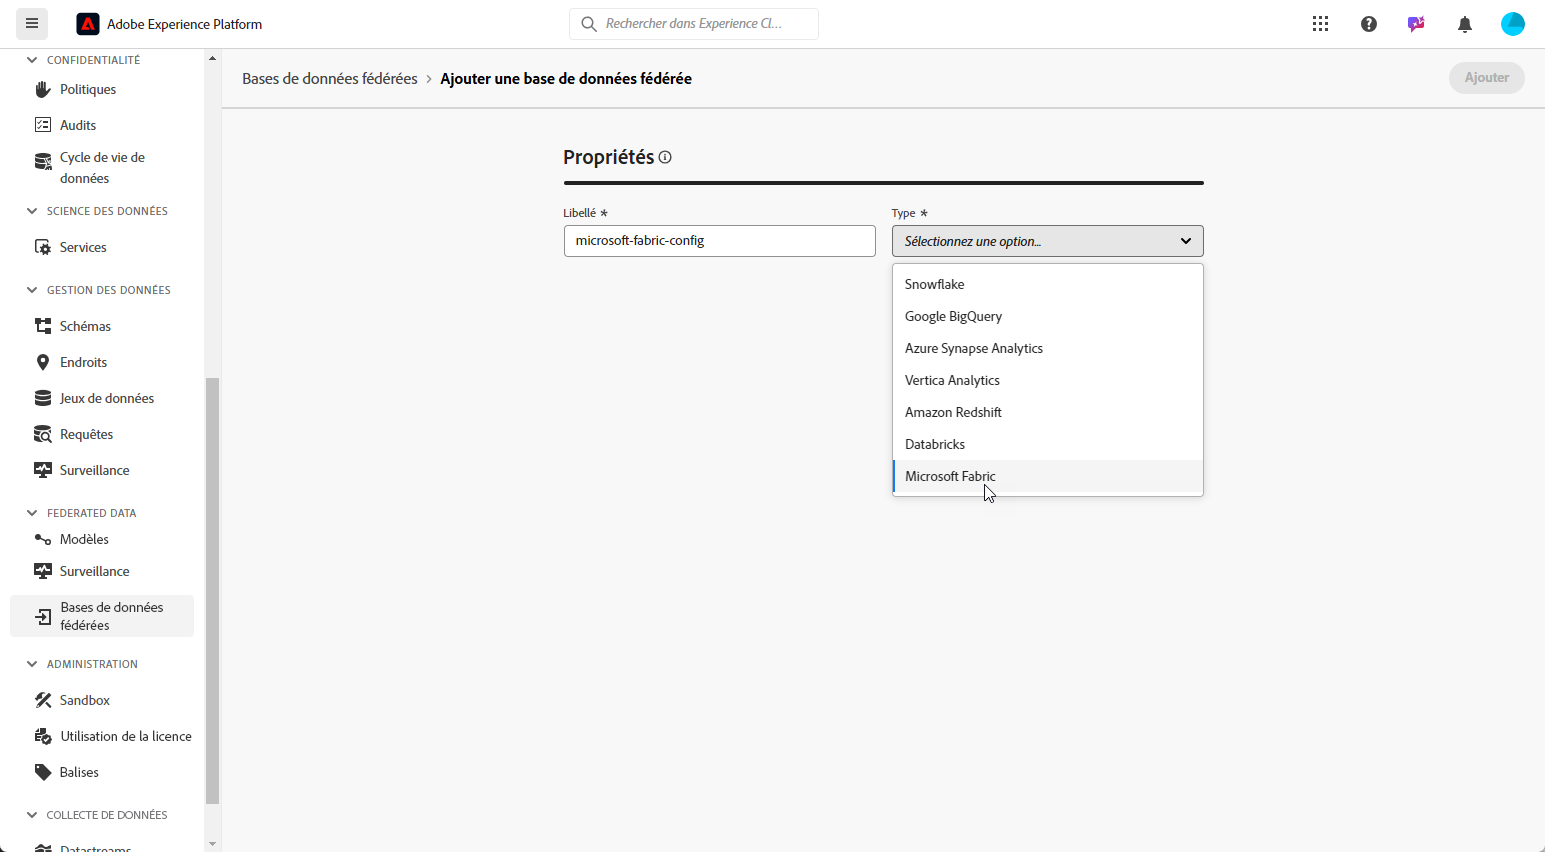 Adobe Experience Platform
Rechercher dans Experience Cl...
CONFIDENTIALITÉ
Politiques
Audits
Cycle de vie de
données
SCIENCE DES DONNÉES
Services
GESTION DES DONNÉES
Schémas
Endroits
Jeux de données
Requêtes
Surveillance
FEDERATED DATA
Modèles
Surveillance
Bases de données
fédérées
ADMINISTRATION
Sandbox
Utilisation de la licence
Balises
COLLECTE DE DONNÉES
Datastreams
Bases de données fédérées > Ajouter une base de données fédérée
Ajouter
Propriétés
Libellé *
microsoft-fabric-config
Type *
Sélectionnez une option...
Snowflake
Google BigQuery
Azure Synapse Analytics
Vertica Analytics
Amazon Redshift
Databricks
Microsoft Fabric